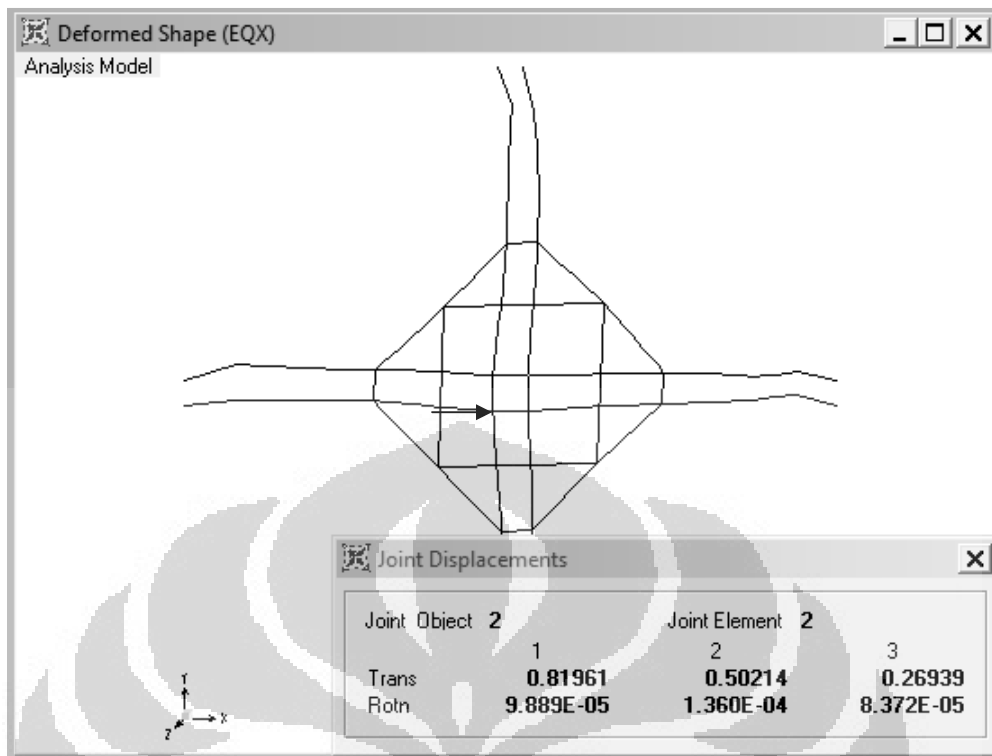 Deformed Shape (EQX)
Analysis Model
Joint Displacements
Joint Object 2 Joint Element 2
1 2 3
Trans 0.81961 0.50214 0.26939
Rotn 9.889E-05 1.360E-04 8.372E-05
Y
X
Z